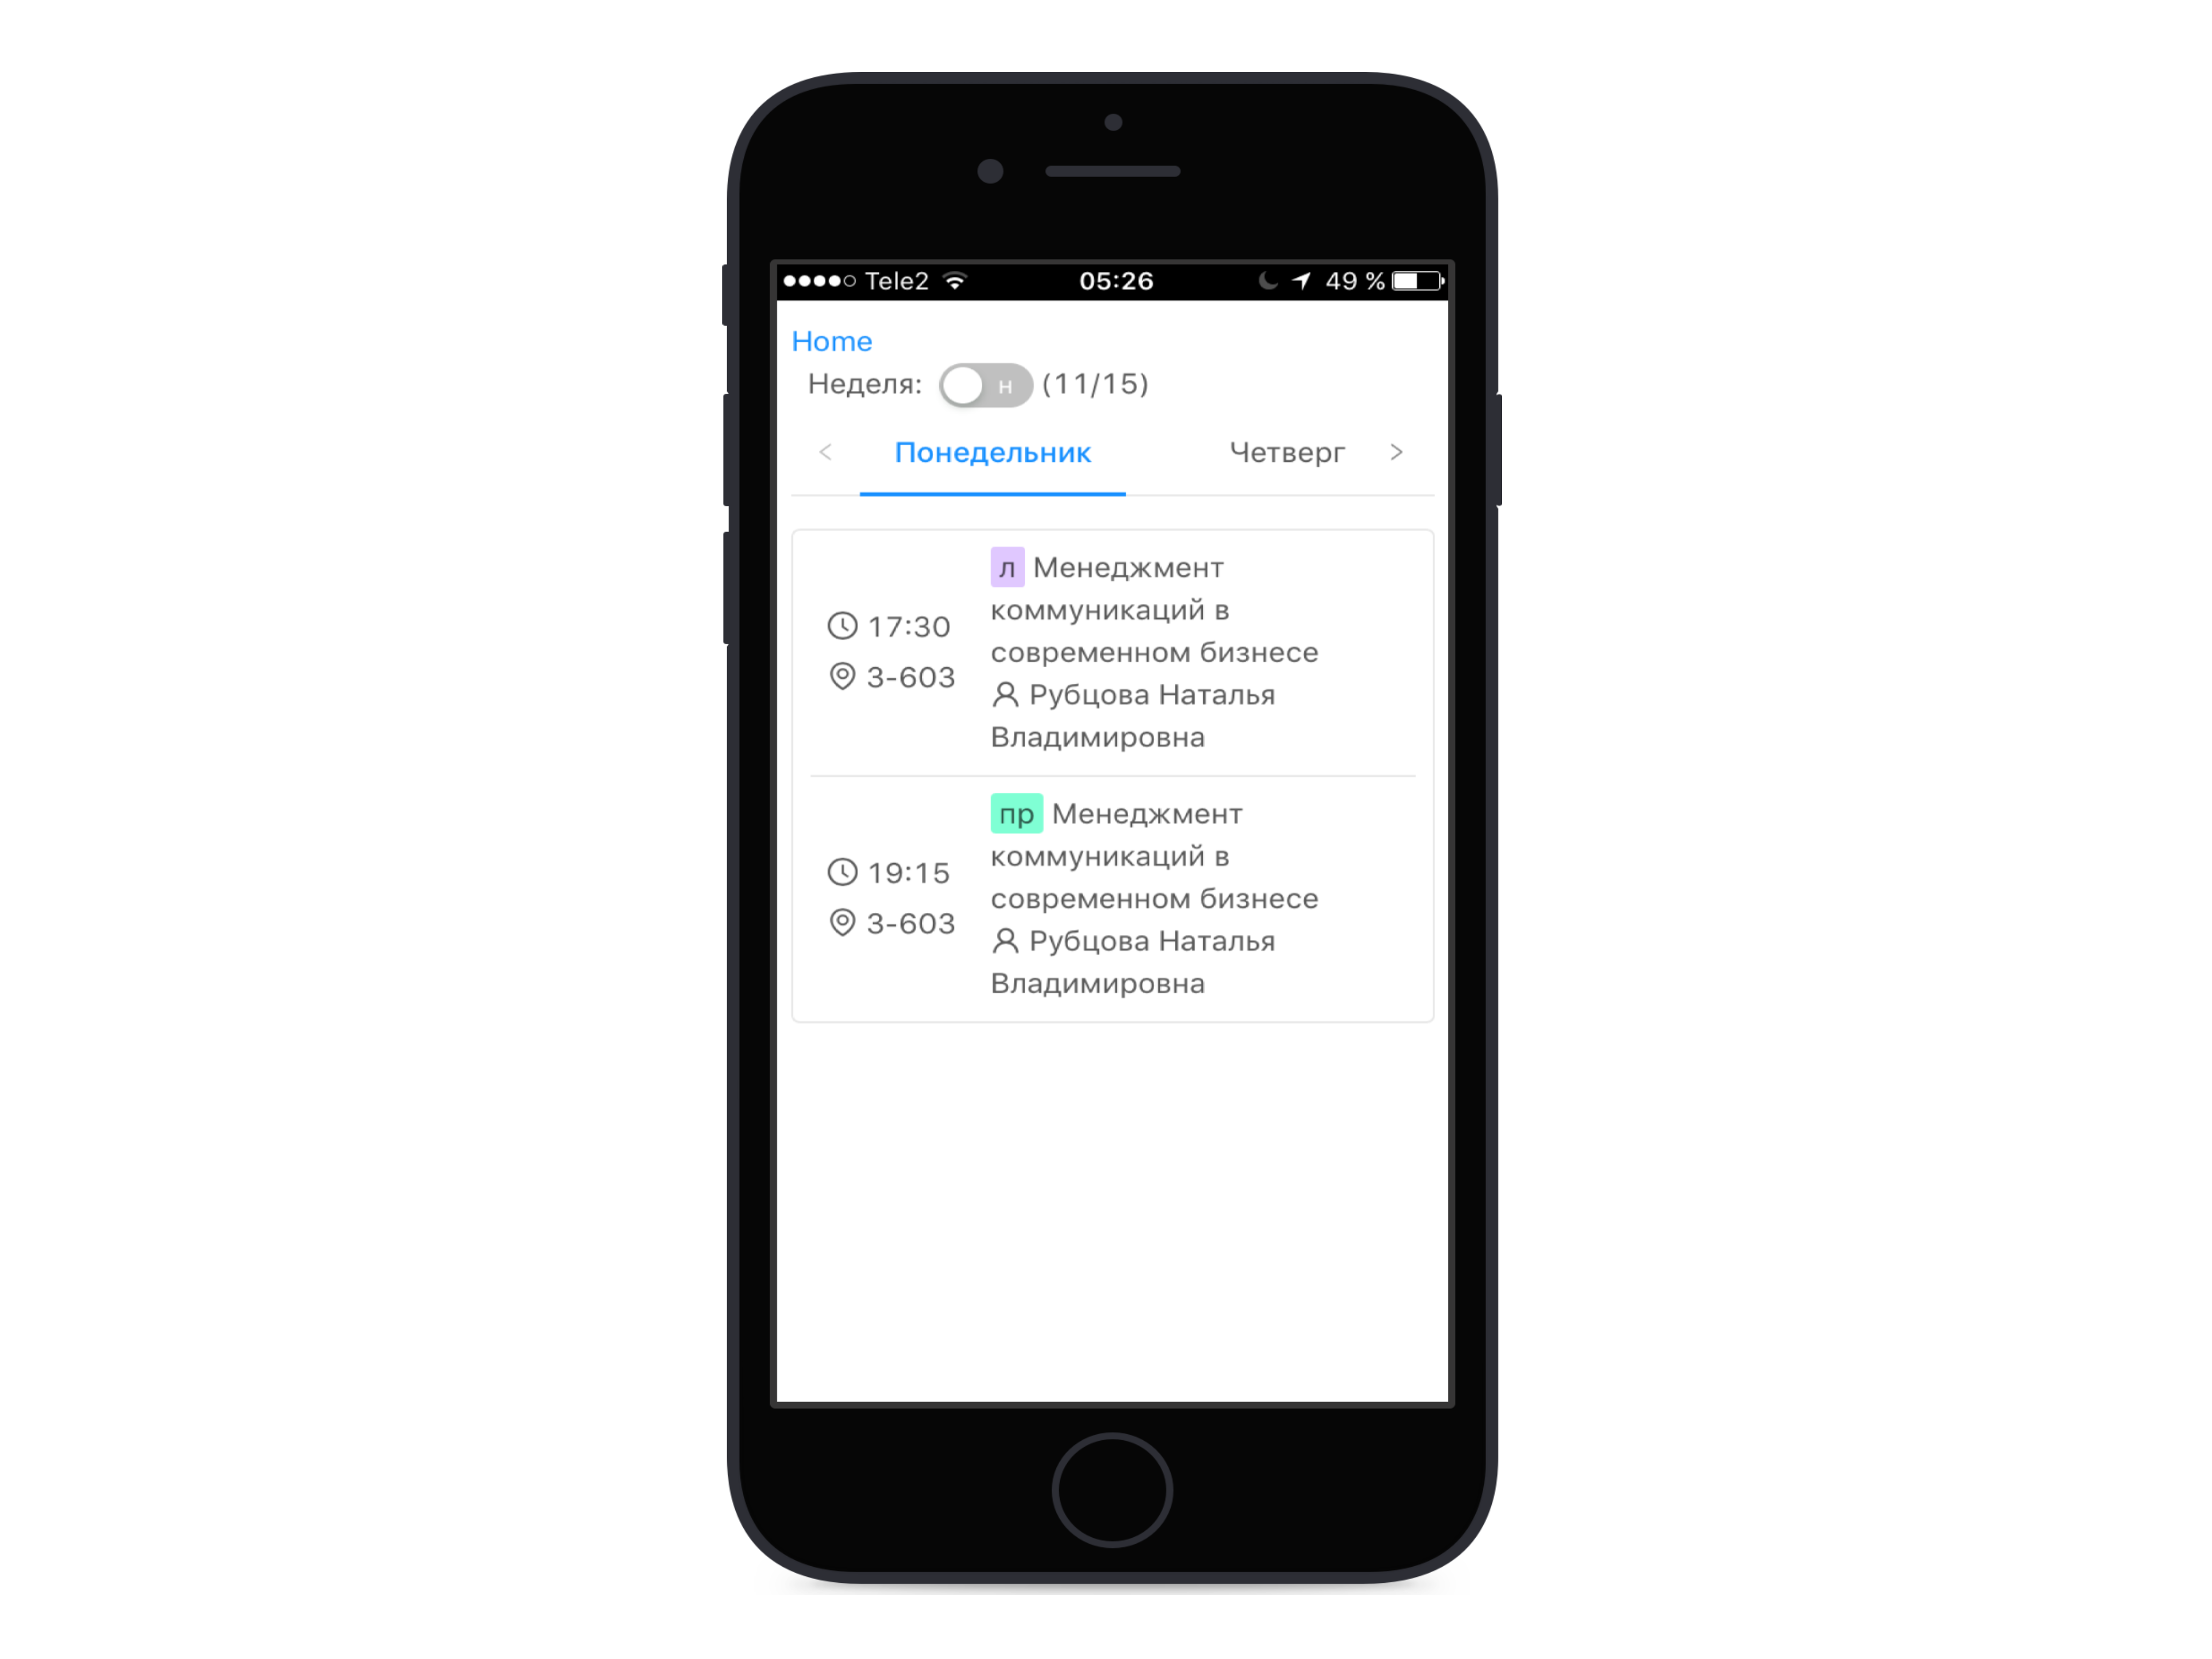 Tele2 05:26 49 %
Home
Неделя: н (11/15)
< Понедельник Четверг >
л Менеджмент
коммуникаций в
современном бизнесе
Рубцова Наталья
Владимировна
17:30
3-603
пр Менеджмент
коммуникаций в
современном бизнесе
Рубцова Наталья
Владимировна
19:15
3-603